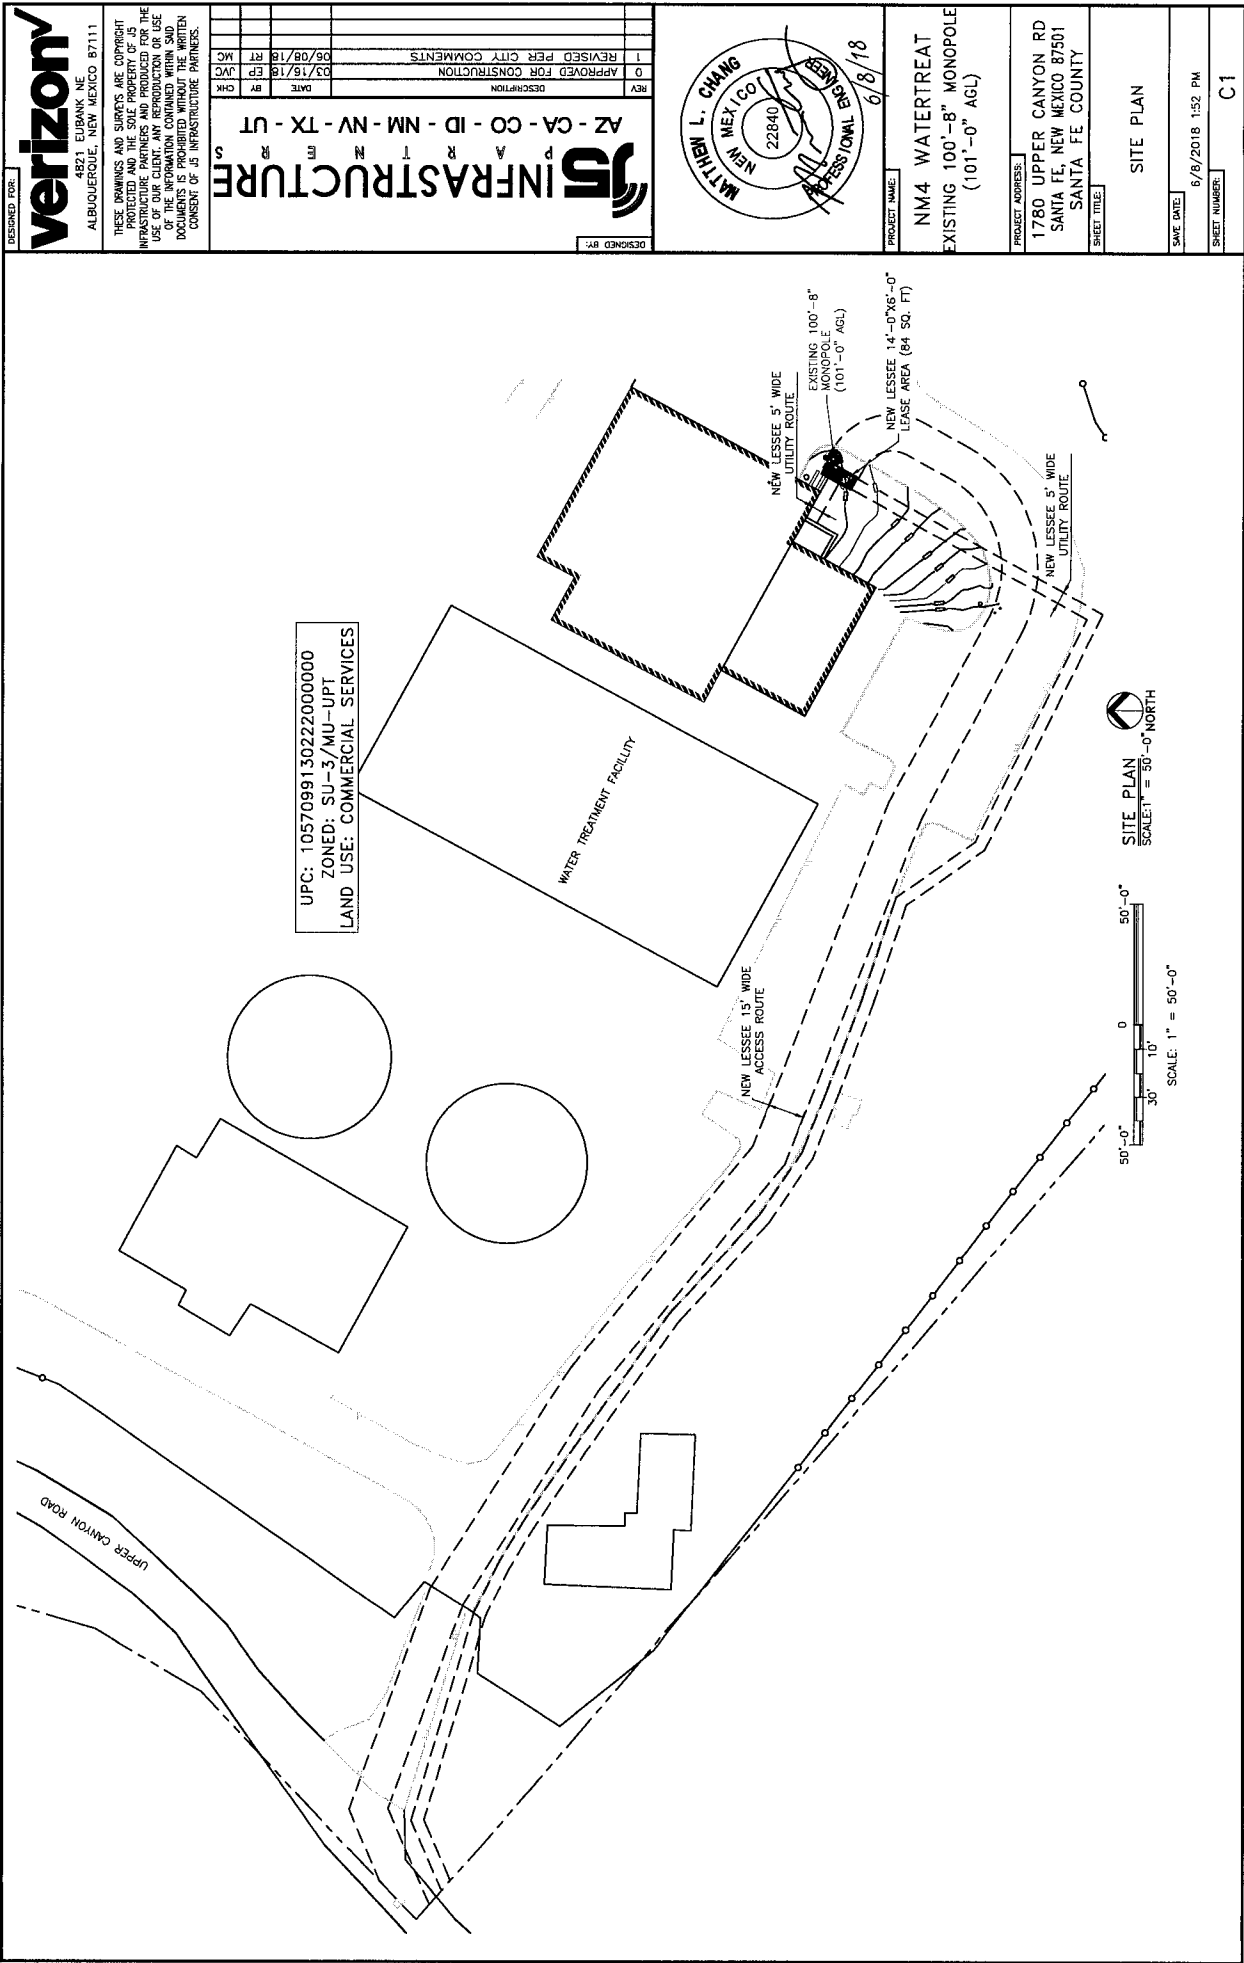 DESIGNED FOR:
verizon
4821 EUBANK NE
ALBUQUERQUE, NEW MEXICO 87111
THESE DRAWINGS AND SURVEYS ARE COPYRIGHT
PROTECTED AND THE SOLE PROPERTY OF J5
INFRASTRUCTURE PARTNERS AND PRODUCED FOR THE
USE OF OUR CLIENT. ANY REPRODUCTION OR USE
OF THE INFORMATION CONTAINED WITHIN SAID
DOCUMENTS IS PROHIBITED WITHOUT THE WRITTEN
CONSENT OF J5 INFRASTRUCTURE PARTNERS.
DESIGNED BY:
J5 INFRASTRUCTURE
PARTNERS
AZ - CA - CO - ID - NM - NV - TX - UT
REV DESCRIPTION DATE BY CHK
0 APPROVED FOR CONSTRUCTION 03/16/18 EP JVC
1 REVISED PER CITY COMMENTS 06/08/18 RT MC
MATTHEW L. CHANG
NEW MEXICO
22840
PROFESSIONAL ENGINEER
6/8/18
PROJECT NAME:
NM4 WATERTREAT
EXISTING 100'-8" MONOPOLE
(101'-0" AGL)
PROJECT ADDRESS:
1780 UPPER CANYON RD
SANTA FE, NEW MEXICO 87501
SANTA FE COUNTY
SHEET TITLE:
SITE PLAN
SAVE DATE:
6/8/2018 1:52 PM
SHEET NUMBER:
C1
UPPER CANYON ROAD
UPC: 1057099130222000000
ZONED: SU-3/MU-UPT
LAND USE: COMMERCIAL SERVICES
WATER TREATMENT FACILLITY
NEW LESSEE 5' WIDE
UTILITY ROUTE
EXISTING 100'-8"
MONOPOLE
(101'-0" AGL)
NEW LESSEE 14'-0"X6'-0"
LEASE AREA (84 SQ. FT)
NEW LESSEE 15' WIDE
ACCESS ROUTE
NEW LESSEE 5' WIDE
UTILITY ROUTE
50'-0" 30' 10' 0 50'-0"
SCALE: 1" = 50'-0"
SITE PLAN
SCALE:1" = 50'-0"
NORTH